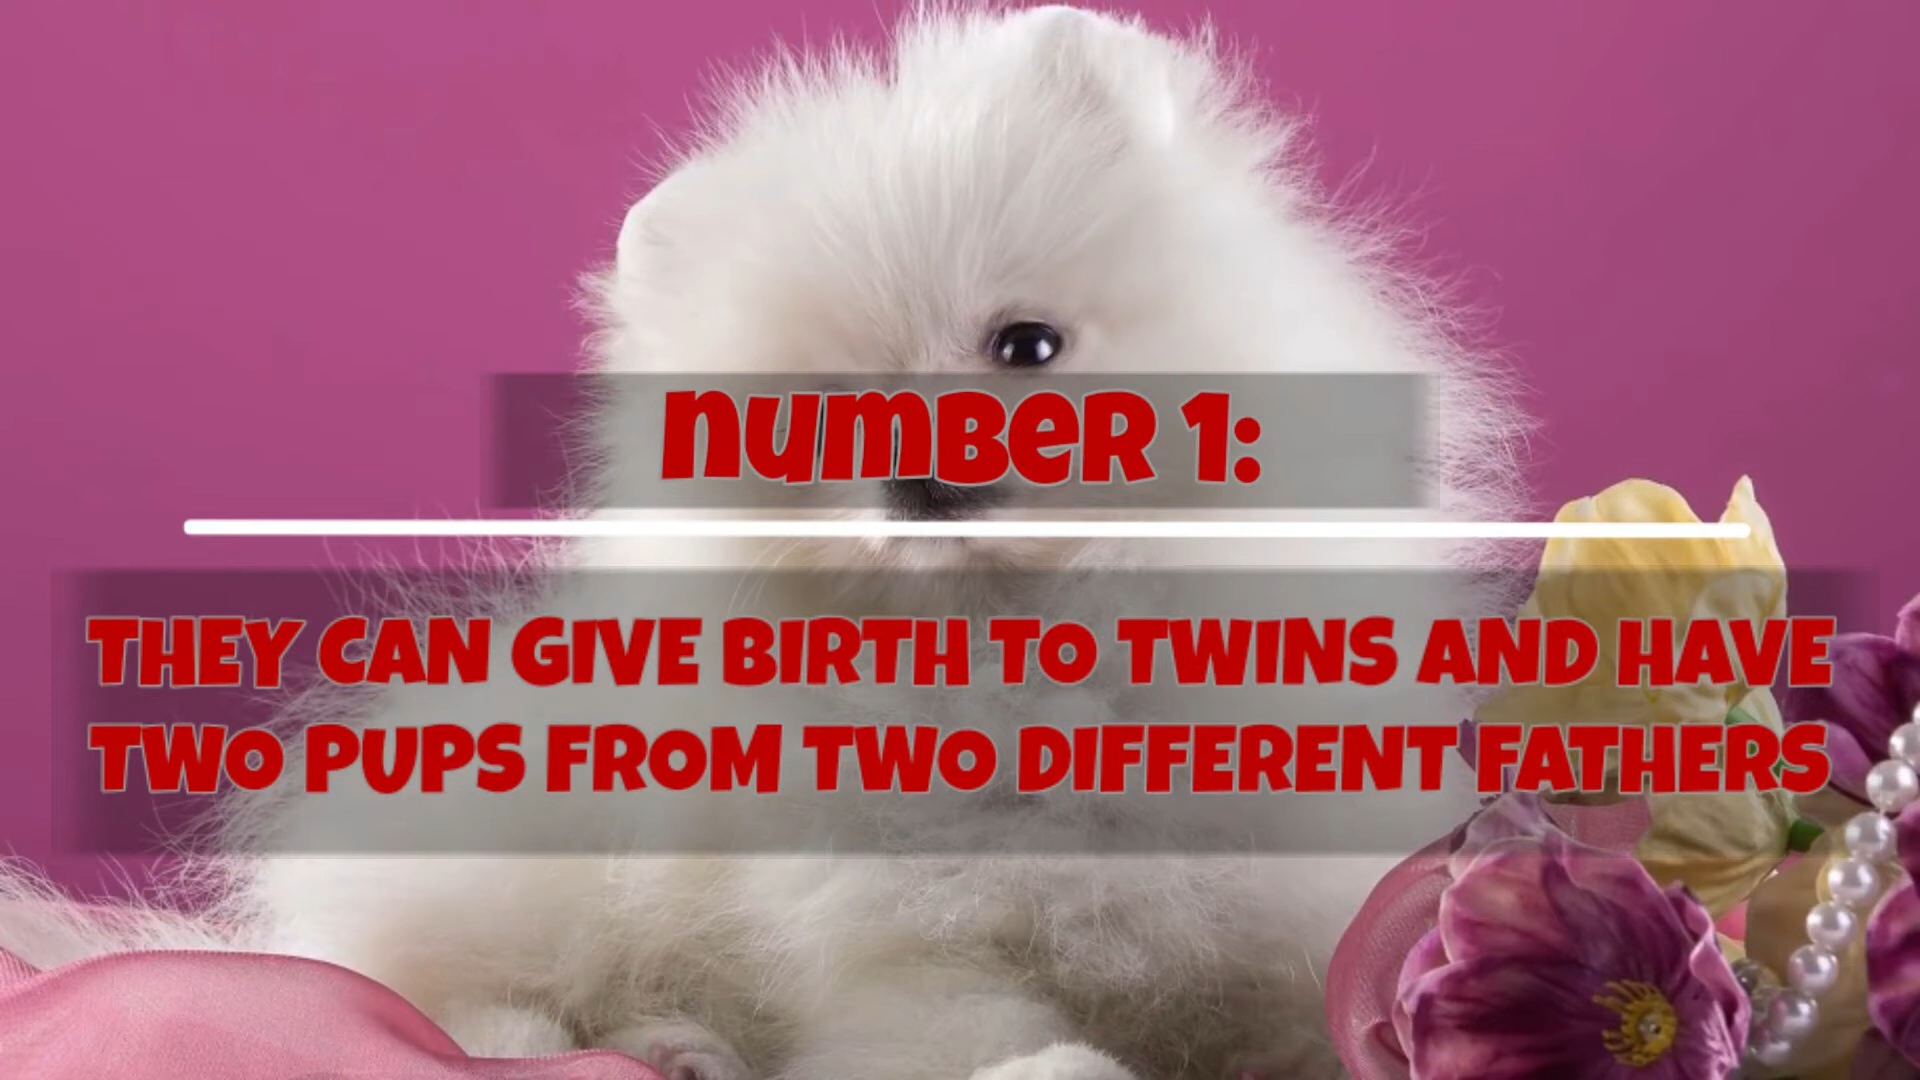 NUMBER 1:
THEY CAN GIVE BIRTH TO TWINS AND HAVE
TWO PUPS FROM TWO DIFFERENT FATHERS